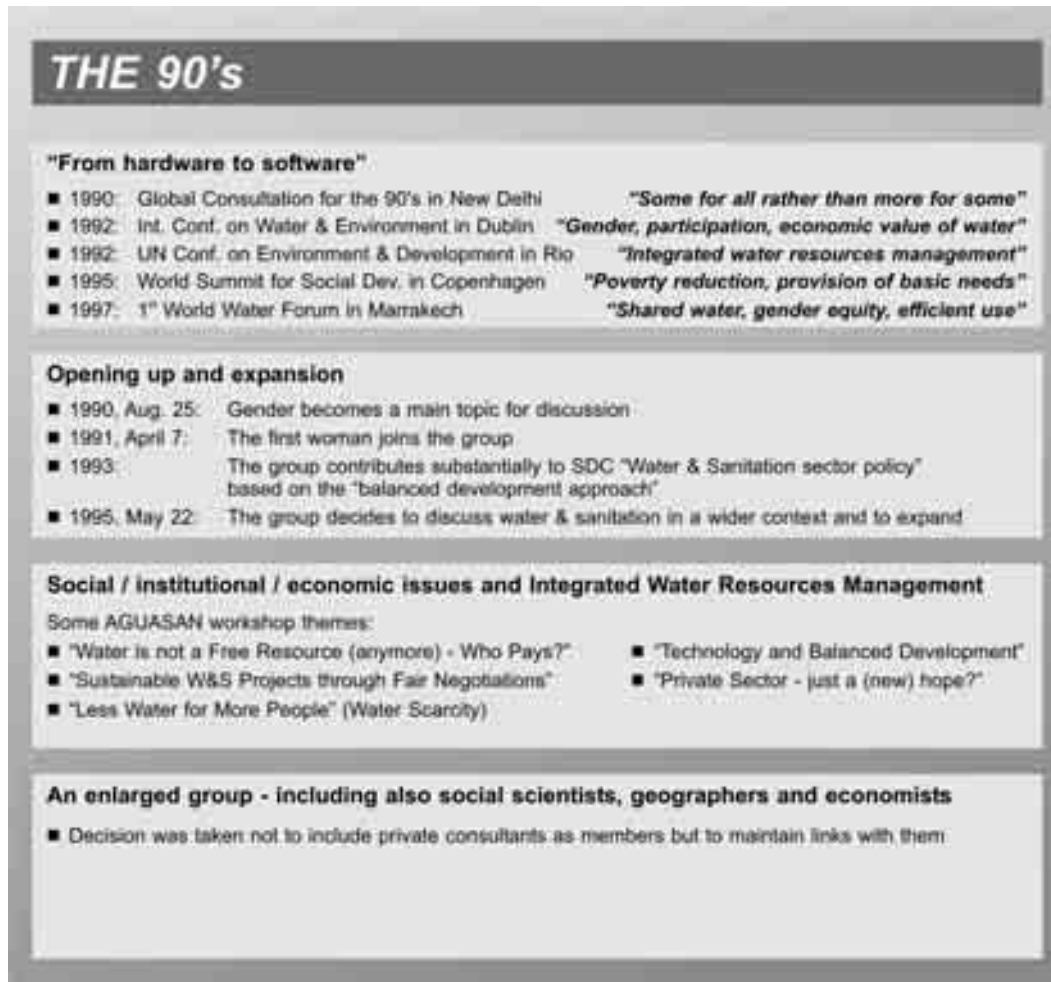 THE 90's
"From hardware to software"
■ 1990: Global Consultation for the 90's in New Delhi "Some for all rather than more for some"
■ 1992: Int. Conf. on Water & Environment in Dublin "Gender, participation, economic value of water"
■ 1992: UN Conf. on Environment & Development in Rio "Integrated water resources management"
■ 1995: World Summit for Social Dev. in Copenhagen "Poverty reduction, provision of basic needs"
■ 1997: 1st World Water Forum in Marrakech "Shared water, gender equity, efficient use"
Opening up and expansion
■ 1990, Aug. 25: Gender becomes a main topic for discussion
■ 1991, April 7: The first woman joins the group
■ 1993: The group contributes substantially to SDC "Water & Sanitation sector policy"
based on the "balanced development approach"
■ 1995, May 22: The group decides to discuss water & sanitation in a wider context and to expand
Social / institutional / economic issues and Integrated Water Resources Management
Some AGUASAN workshop themes:
■ "Water is not a Free Resource (anymore) - Who Pays?" ■ "Technology and Balanced Development"
■ "Sustainable W&S Projects through Fair Negotiations" ■ "Private Sector - just a (new) hope?"
■ "Less Water for More People" (Water Scarcity)
An enlarged group - including also social scientists, geographers and economists
■ Decision was taken not to include private consultants as members but to maintain links with them